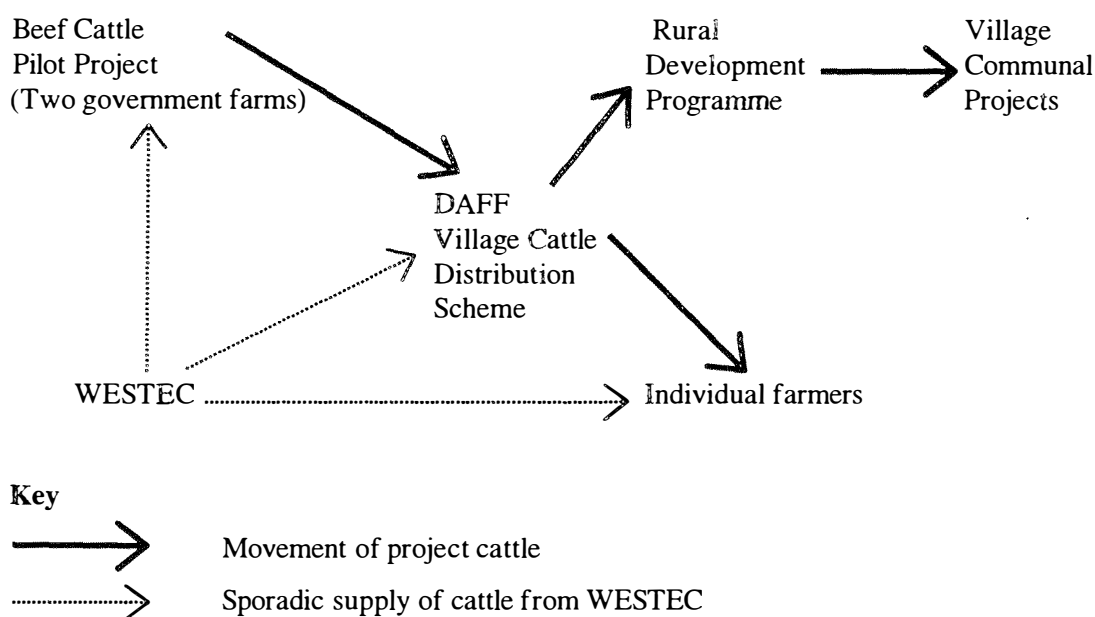 Beef Cattle
Pilot Project
(Two government farms)
Rural
Development
Programme
Village
Communal
Projects
DAFF
Village Cattle
Distribution
Scheme
WESTEC
Individual farmers
Key
Movement of project cattle
Sporadic supply of cattle from WESTEC